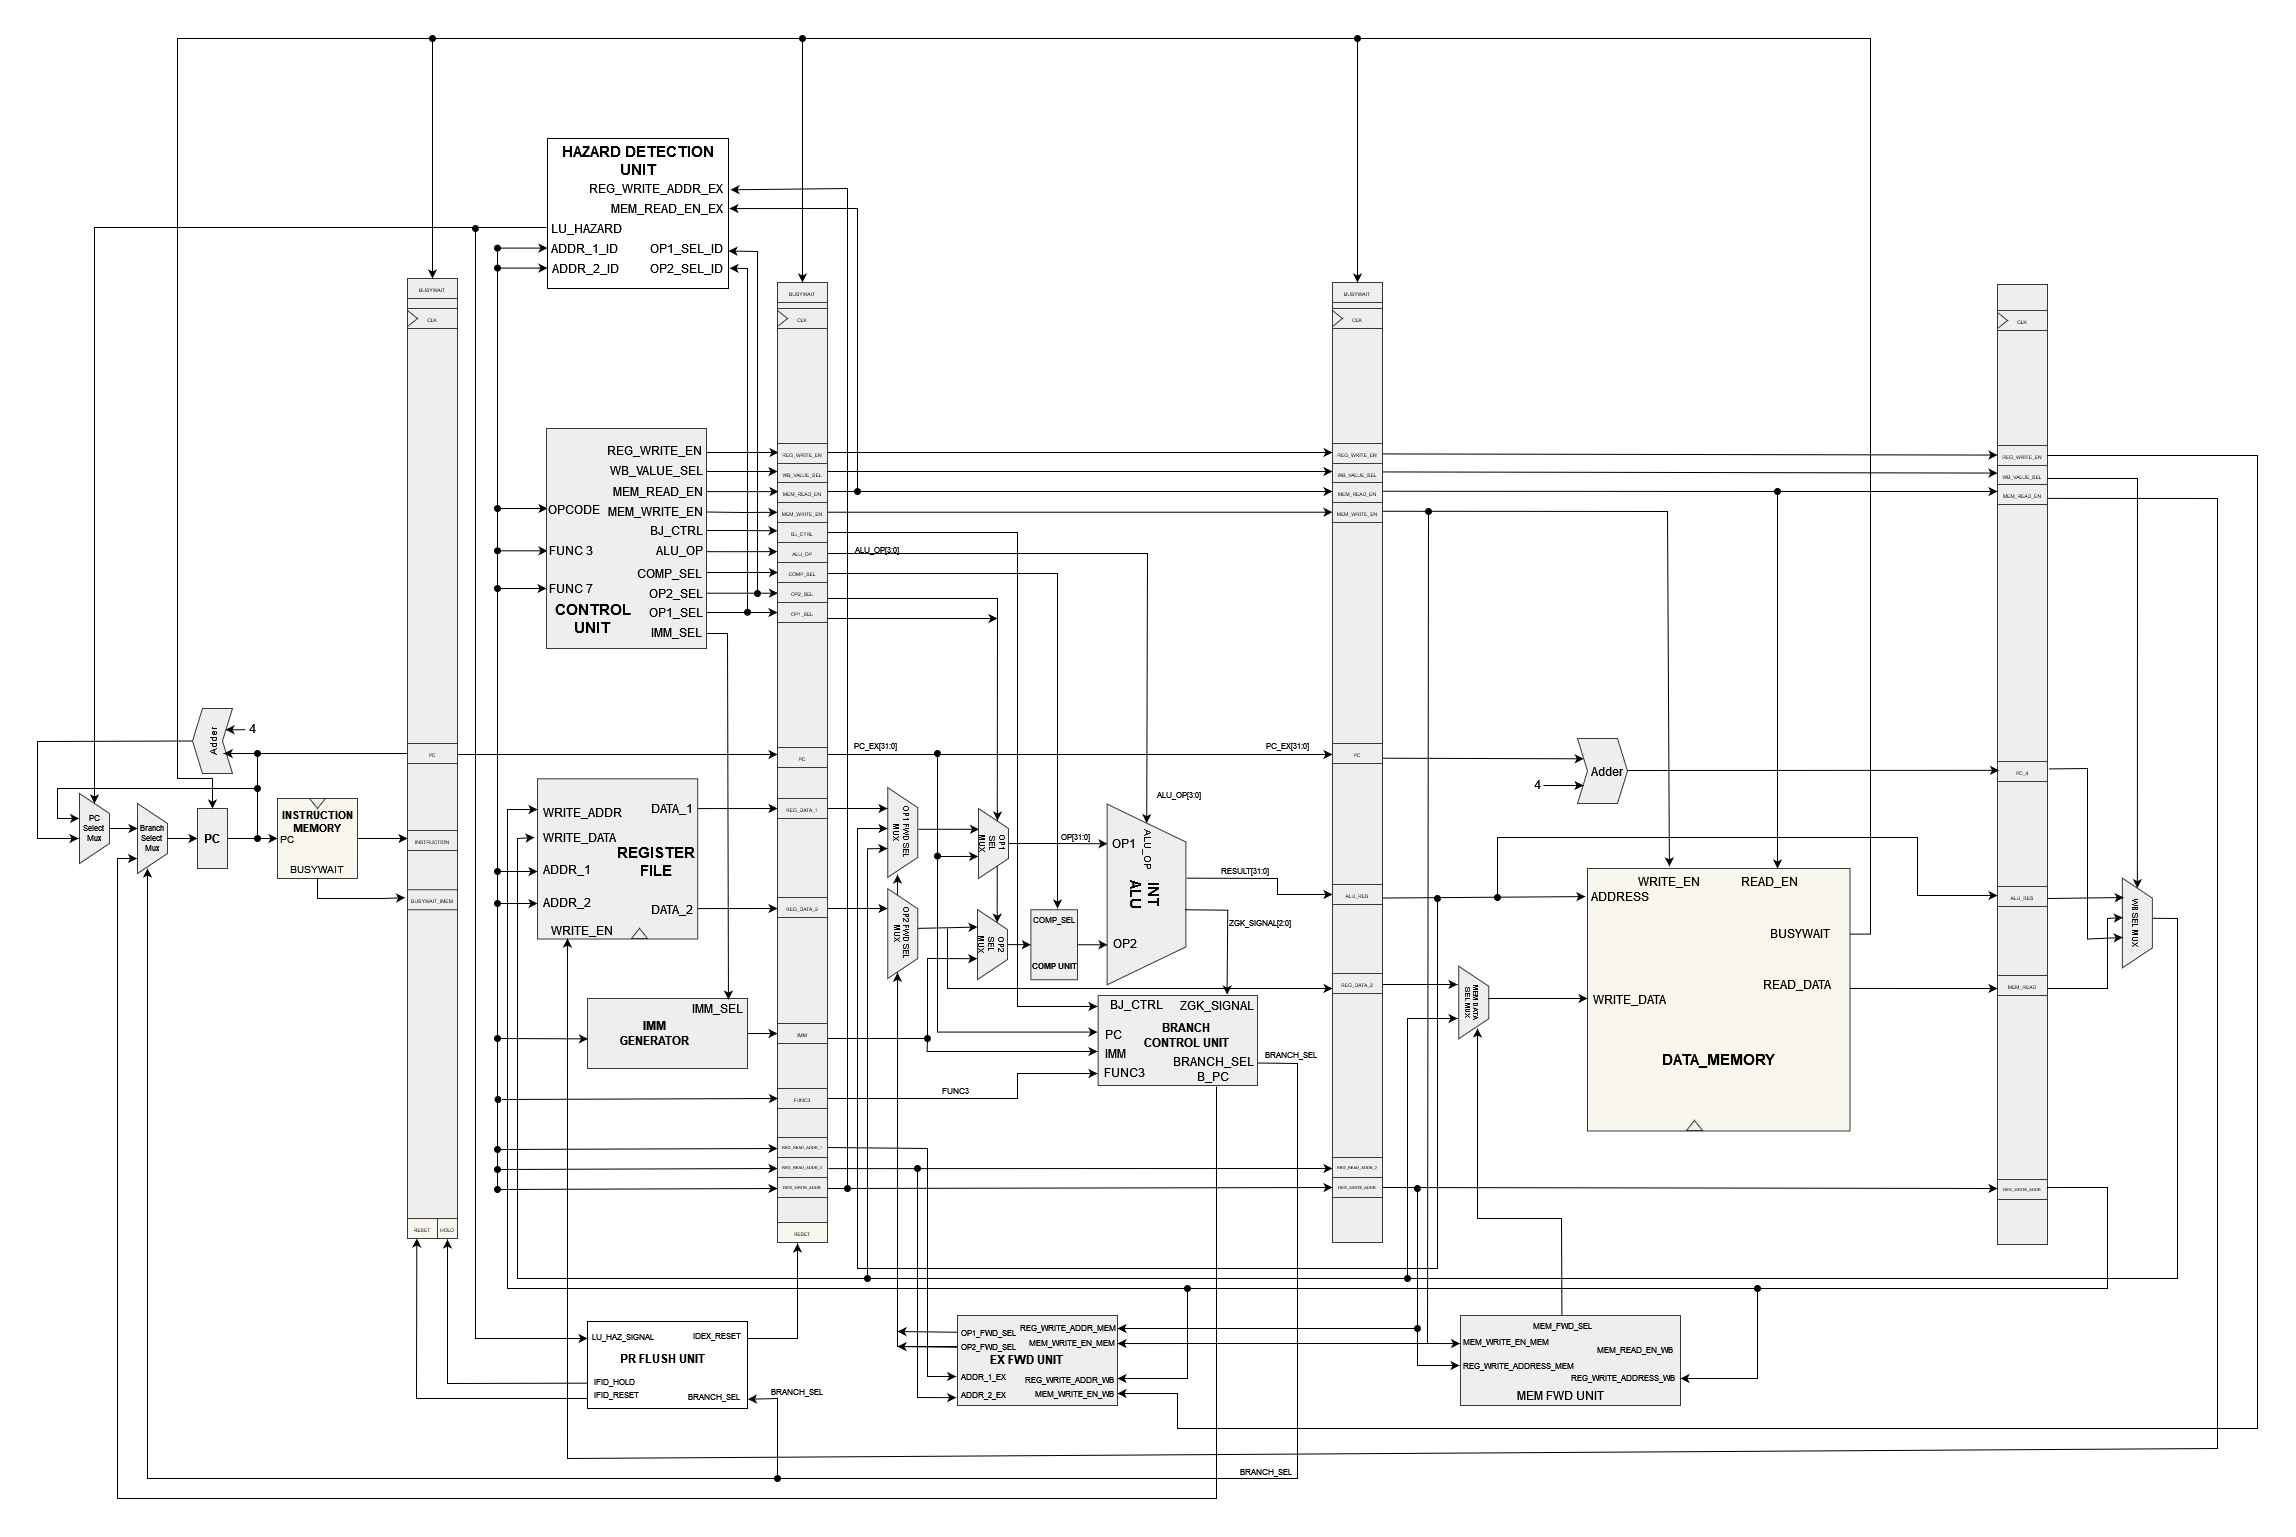 HAZARD DETECTION
UNIT
REG_WRITE_ADDR_EX
MEM_READ_EN_EX
LU_HAZARD
ADDR_1_ID
OP1_SEL_ID
ADDR_2_ID
OP2_SEL_ID
BUSYWAIT
CLK
BUSYWAIT
CLK
BUSYWAIT
CLK
CLK
REG_WRITE_EN
WB_VALUE_SEL
MEM_READ_EN
OPCODE
MEM_WRITE_EN
BJ_CTRL
FUNC 3
ALU_OP
COMP_SEL
FUNC 7
OP2_SEL
CONTROL
UNIT
OP1_SEL
IMM_SEL
REG_WRITE_EN
WB_VALUE_SEL
MEM_READ_EN
MEM_WRITE_EN
BJ_CTRL
ALU_OP
COMP_SEL
OP2_SEL
OP1_SEL
ALU_OP[3:0]
REG_WRITE_EN
WB_VALUE_SEL
MEM_READ_EN
MEM_WRITE_EN
REG_WRITE_EN
WB_VALUE_SEL
MEM_READ_EN
Adder
4
PC
PC
PC_EX[31:0]
PC_EX[31:0]
PC
Adder
4
PC_4
PC
Select
Mux
Branch
Select
Mux
PC
INSTRUCTION
MEMORY
PC
BUSYWAIT
INSTRUCTION
BUSYWAIT_IMEM
WRITE_ADDR
DATA_1
WRITE_DATA
REGISTER
FILE
ADDR_1
ADDR_2
DATA_2
WRITE_EN
REG_DATA_1
REG_DATA_2
OP1 FWD SEL
MUX
OP2 FWD SEL
MUX
OP1
SEL
MUX
OP2
SEL
MUX
OP[31:0]
COMP_SEL
COMP UNIT
ALU_OP[3:0]
ALU_OP
OP1
INT
ALU
OP2
RESULT[31:0]
ZGK_SIGNAL[2:0]
ALU_RES
REG_DATA_2
MEM DATA
SEL MUX
WRITE_EN
READ_EN
ADDRESS
BUSYWAIT
READ_DATA
WRITE_DATA
DATA_MEMORY
ALU_RES
MEM_READ
WB SEL MUX
IMM_SEL
IMM
GENERATOR
IMM
BJ_CTRL
ZGK_SIGNAL
BRANCH
CONTROL UNIT
PC
IMM
BRANCH_SEL
FUNC3
B_PC
BRANCH_SEL
FUNC3
FUNC3
REG_READ_ADDR_1
REG_READ_ADDR_2
REG_WRITE_ADDR
REG_READ_ADDR_2
REG_WRITE_ADDR
REG_WRITE_ADDR
RESET
HOLD
RESET
LU_HAZ_SIGNAL
IDEX_RESET
PR FLUSH UNIT
IFID_HOLD
IFID_RESET
BRANCH_SEL
BRANCH_SEL
OP1_FWD_SEL
REG_WRITE_ADDR_MEM
OP2_FWD_SEL
MEM_WRITE_EN_MEM
EX FWD UNIT
ADDR_1_EX
REG_WRITE_ADDR_WB
ADDR_2_EX
MEM_WRITE_EN_WB
MEM_FWD_SEL
MEM_WRITE_EN_MEM
MEM_READ_EN_WB
REG_WRITE_ADDRESS_MEM
REG_WRITE_ADDRESS_WB
MEM FWD UNIT
BRANCH_SEL